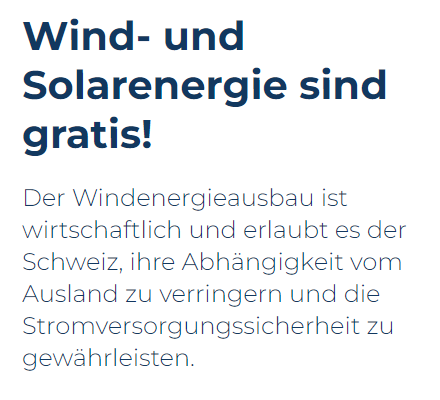 Wind- und
Solarenergie sind
gratis!
Der Windenergieausbau ist
wirtschaftlich und erlaubt es der
Schweiz, ihre Abhängigkeit vom
Ausland zu verringern und die
Stromversorgungssicherheit zu
gewährleisten.